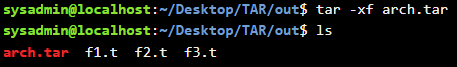 sysadmin@localhost:~/Desktop/TAR/out$ tar -xf arch.tar
sysadmin@localhost:~/Desktop/TAR/out$ ls
arch.tar  f1.t  f2.t  f3.t